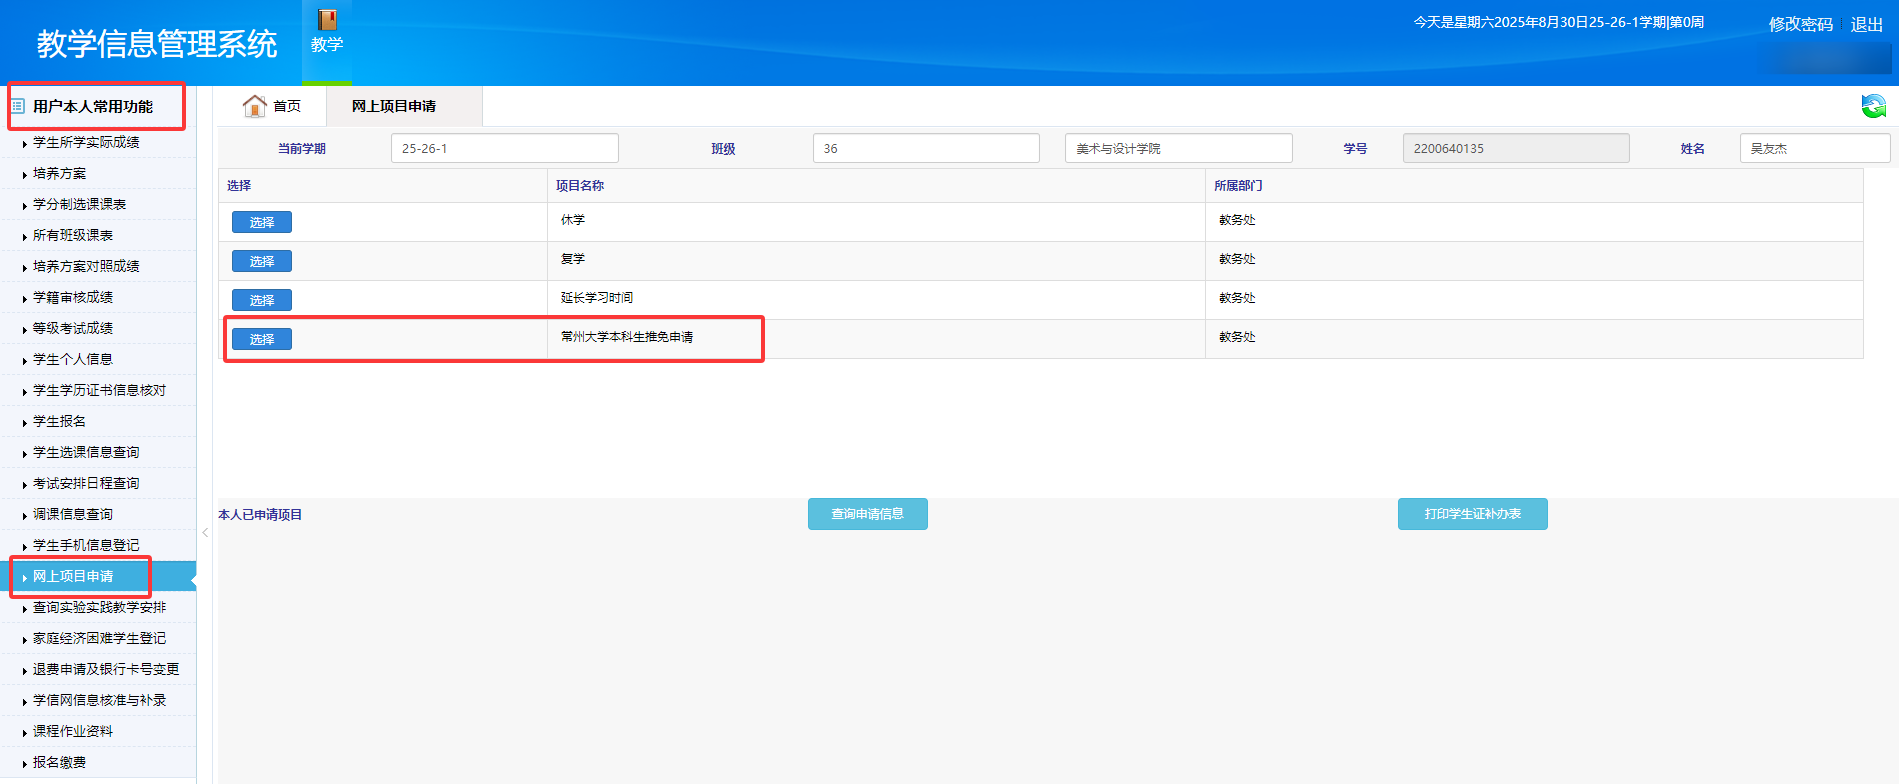 教学信息管理系统
教学
今天是星期六2025年8月30日25-26-1学期|第0周
修改密码 退出
用户本人常用功能
学生所学实际成绩
培养方案
学分制选课课表
所有班级课表
培养方案对照成绩
学籍审核成绩
等级考试成绩
学生个人信息
学生学历证书信息核对
学生报名
学生选课信息查询
考试安排日程查询
调课信息查询
学生手机信息登记
网上项目申请
查询实验实践教学安排
家庭经济困难学生登记
退费申请及银行卡号变更
学信网信息核准与补录
课程作业资料
报名缴费
首页 网上项目申请
当前学期 25-26-1 班级 36 美术与设计学院 学号 2200640135 姓名 吴友杰
选择 项目名称 所属部门
选择 休学 教务处
选择 复学 教务处
选择 延长学习时间 教务处
选择 常州大学本科生推免申请 教务处
本人已申请项目 查询申请信息 打印学生证补办表